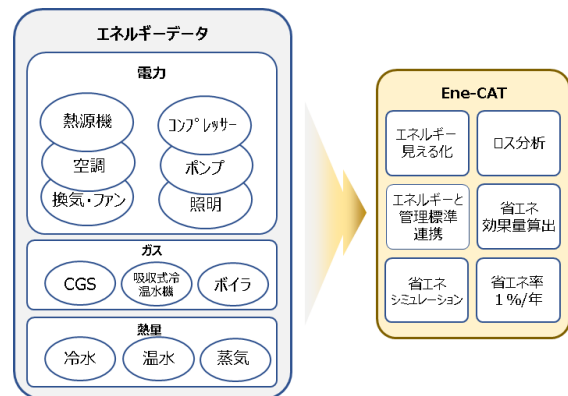 エネルギーデータ
電力
熱源機
コンプレッサー
空調
ポンプ
換気・ファン
照明
ガス
CGS
吸収式冷
温水機
ボイラ
熱量
冷水
温水
蒸気
Ene-CAT
エネルギー
見える化
ロス分析
エネルギーと
管理標準
連携
省エネ
効果量算出
省エネ
シミュレーション
省エネ率
1%/年